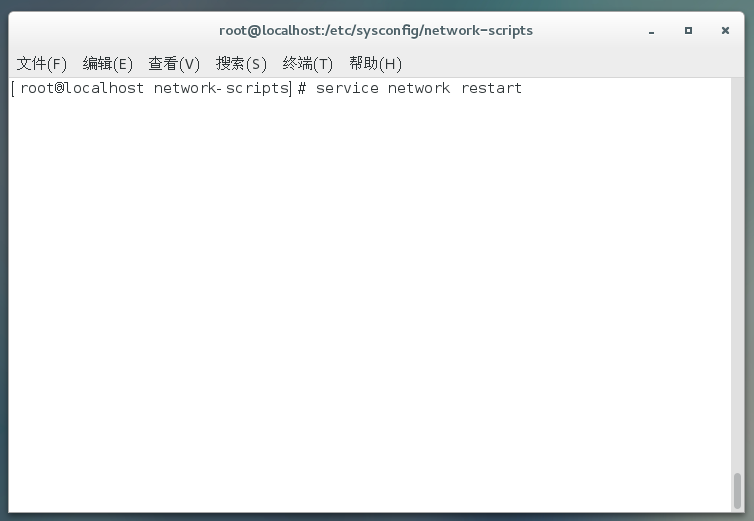 root@localhost:/etc/sysconfig/network-scripts
文件(F) 编辑(E) 查看(V) 搜索(S) 终端(T) 帮助(H)
[root@localhost network-scripts]# service network restart